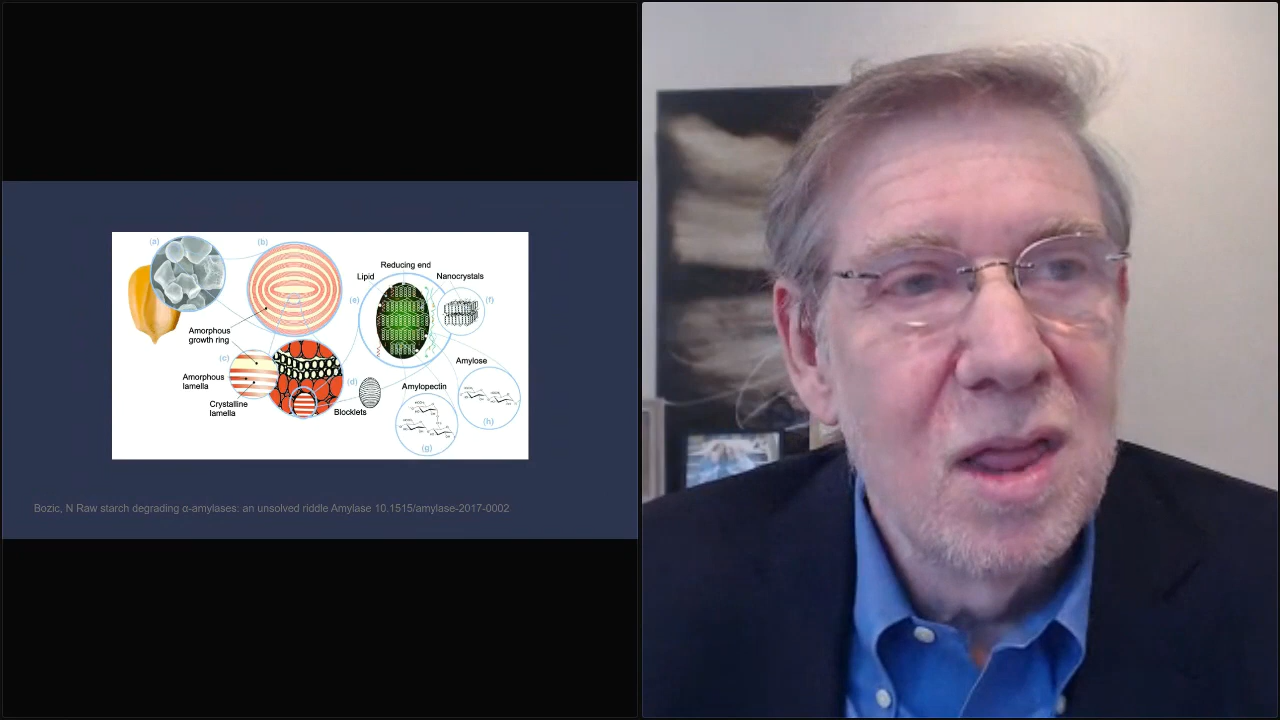 (a)
(b)
Reducing end
Lipid
Nanocrystals
(e)
(f)
Amorphous
growth ring
(c)
Amorphous
lamella
Crystalline
lamella
(d)
Blocklets
Amylose
Amylopectin
(h)
(g)
Bozic, N Raw starch degrading α-amylases: an unsolved riddle Amylase 10.1515/amylase-2017-0002